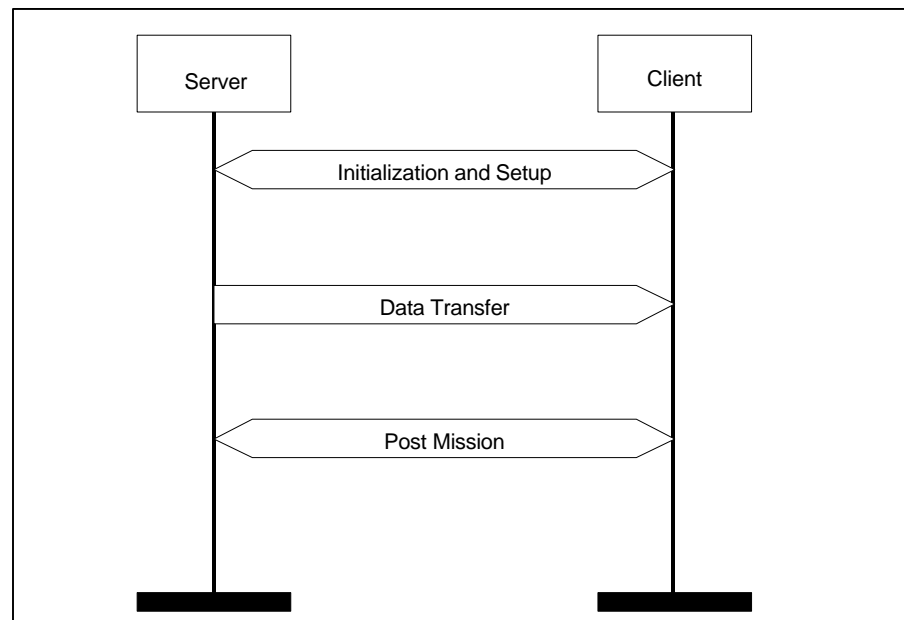 Server
Client
Initialization and Setup
Data Transfer
Post Mission